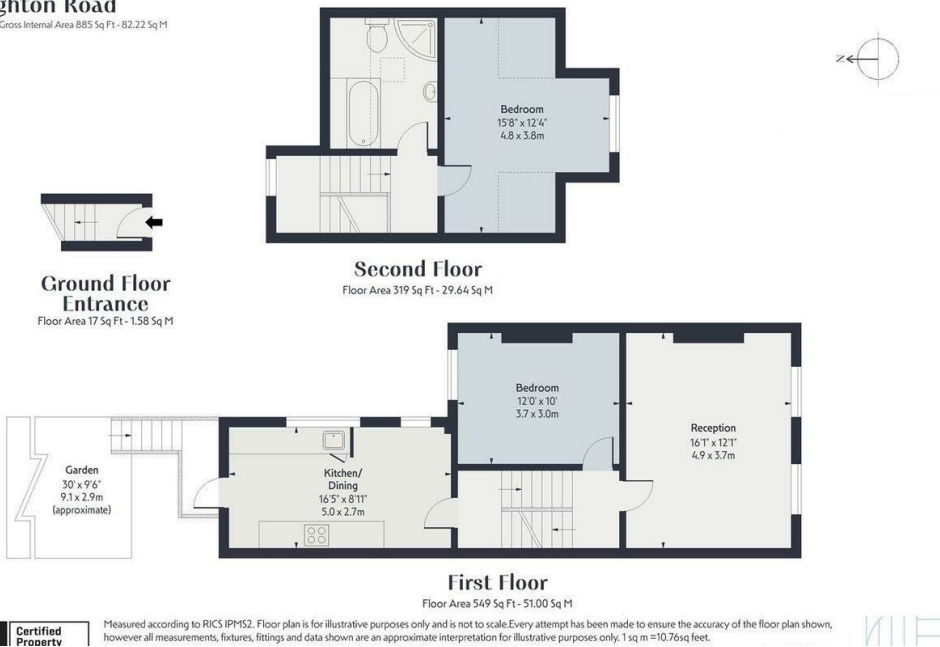 Gross Internal Area 885 Sq Ft - 82.22 Sq M
Road
N
Bedroom
15'8" x 12'4"
4.8 x 3.8m
Second Floor
Floor Area 319 Sq Ft - 29.64 Sq M
Ground Floor
Entrance
Floor Area 17 Sq Ft - 1.58 Sq M
Bedroom
12'0' x 10'
3.7 x 3.0m
Reception
16'1" x 12'1"
4.9 x 3.7m
Kitchen/
Dining
16'5" x 8'11"
5.0 x 2.7m
Garden
30' x 9'6"
9.1 x 2.9m
(approximate)
First Floor
Floor Area 549 Sq Ft - 51.00 Sq M
Certified
Property
Measured according to RICS IPMS2. Floor plan is for illustrative purposes only and is not to scale.Every attempt has been made to ensure the accuracy of the floor plan shown,
however all measurements, fixtures, fittings and data shown are an approximate interpretation for illustrative purposes only. 1 sq m =10.76sq feet.